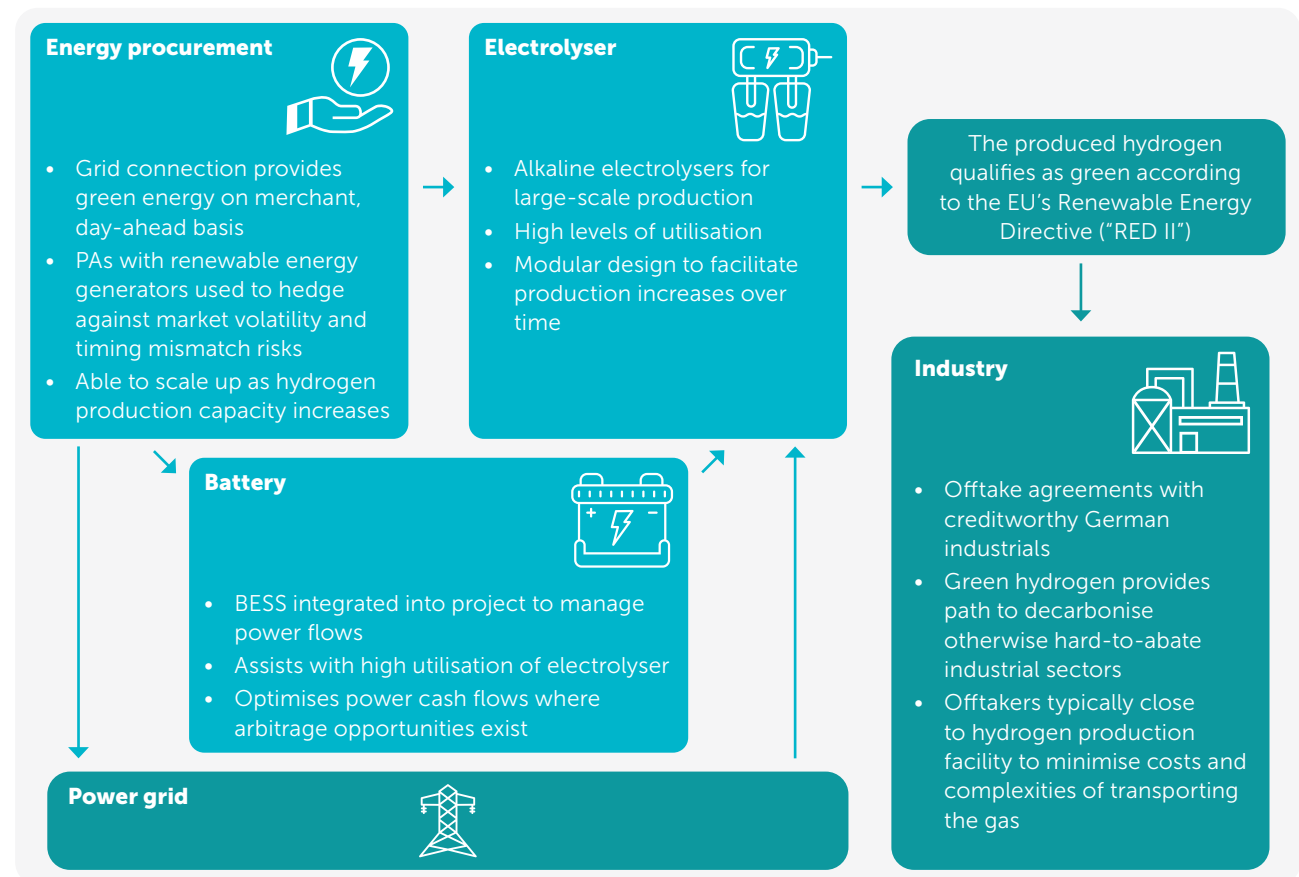 Energy procurement
• Grid connection provides
green energy on merchant,
day-ahead basis
• PAs with renewable energy
generators used to hedge
against market volatility and
timing mismatch risks
• Able to scale up as hydrogen
production capacity increases
Electrolyser
• Alkaline electrolysers for
large-scale production
• High levels of utilisation
• Modular design to facilitate
production increases over
time
The produced hydrogen
qualifies as green according
to the EU’s Renewable Energy
Directive (“RED II”)
Battery
+ −
• BESS integrated into project to manage
power flows
• Assists with high utilisation of electrolyser
• Optimises power cash flows where
arbitrage opportunities exist
Industry
• Offtake agreements with
creditworthy German
industrials
• Green hydrogen provides
path to decarbonise
otherwise hard-to-abate
industrial sectors
• Offtakers typically close
to hydrogen production
facility to minimise costs and
complexities of transporting
the gas
Power grid